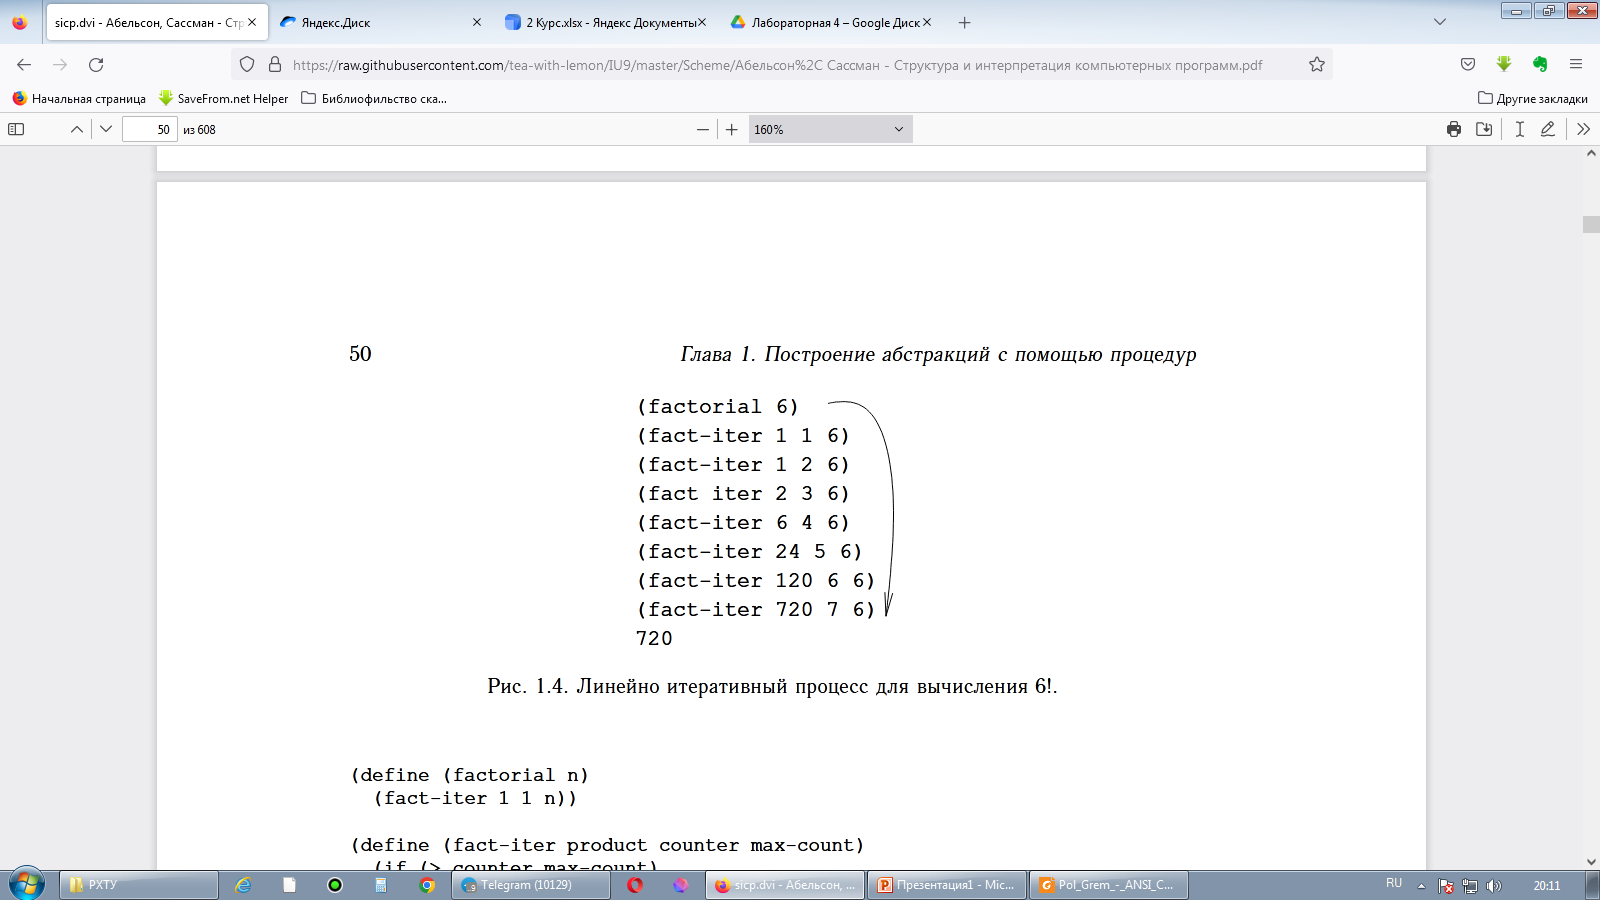 sicp.dvi - Абельсон, Сассман - Стр
Яндекс.Диск
2 Курс.xlsx - Яндекс Документы
Лабораторная 4 – Google Диск
https://raw.githubusercontent.com/tea-with-lemon/IU9/master/Scheme/Абельсон%2C Сассман - Структура и интерпретация компьютерных программ.pdf
Начальная страница
SaveFrom.net Helper
Библиофильство ска...
Другие закладки
50
из 608
160%
50
Глава 1. Построение абстракций с помощью процедур
(factorial 6)
(fact-iter 1 1 6)
(fact-iter 1 2 6)
(fact iter 2 3 6)
(fact-iter 6 4 6)
(fact-iter 24 5 6)
(fact-iter 120 6 6)
(fact-iter 720 7 6)
720
Рис. 1.4. Линейно итеративный процесс для вычисления 6!.
(define (factorial n)
(fact-iter 1 1 n))
(define (fact-iter product counter max-count)
(if (> counter max-count)
РХТУ
Telegram (10129)
sicp.dvi - Абельсон, ...
Презентация1 - Mic...
Pol_Grem_-_ANSI_C...
RU
20:11